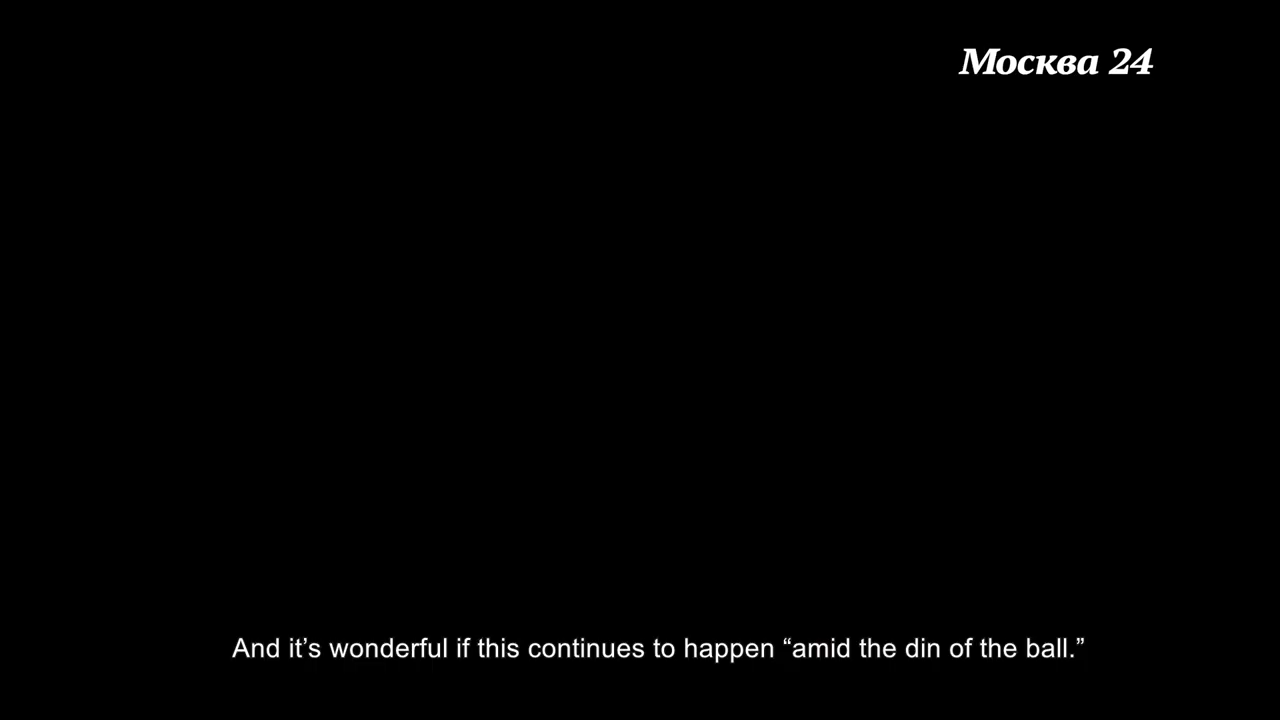 Москва 24
And it’s wonderful if this continues to happen “amid the din of the ball.”